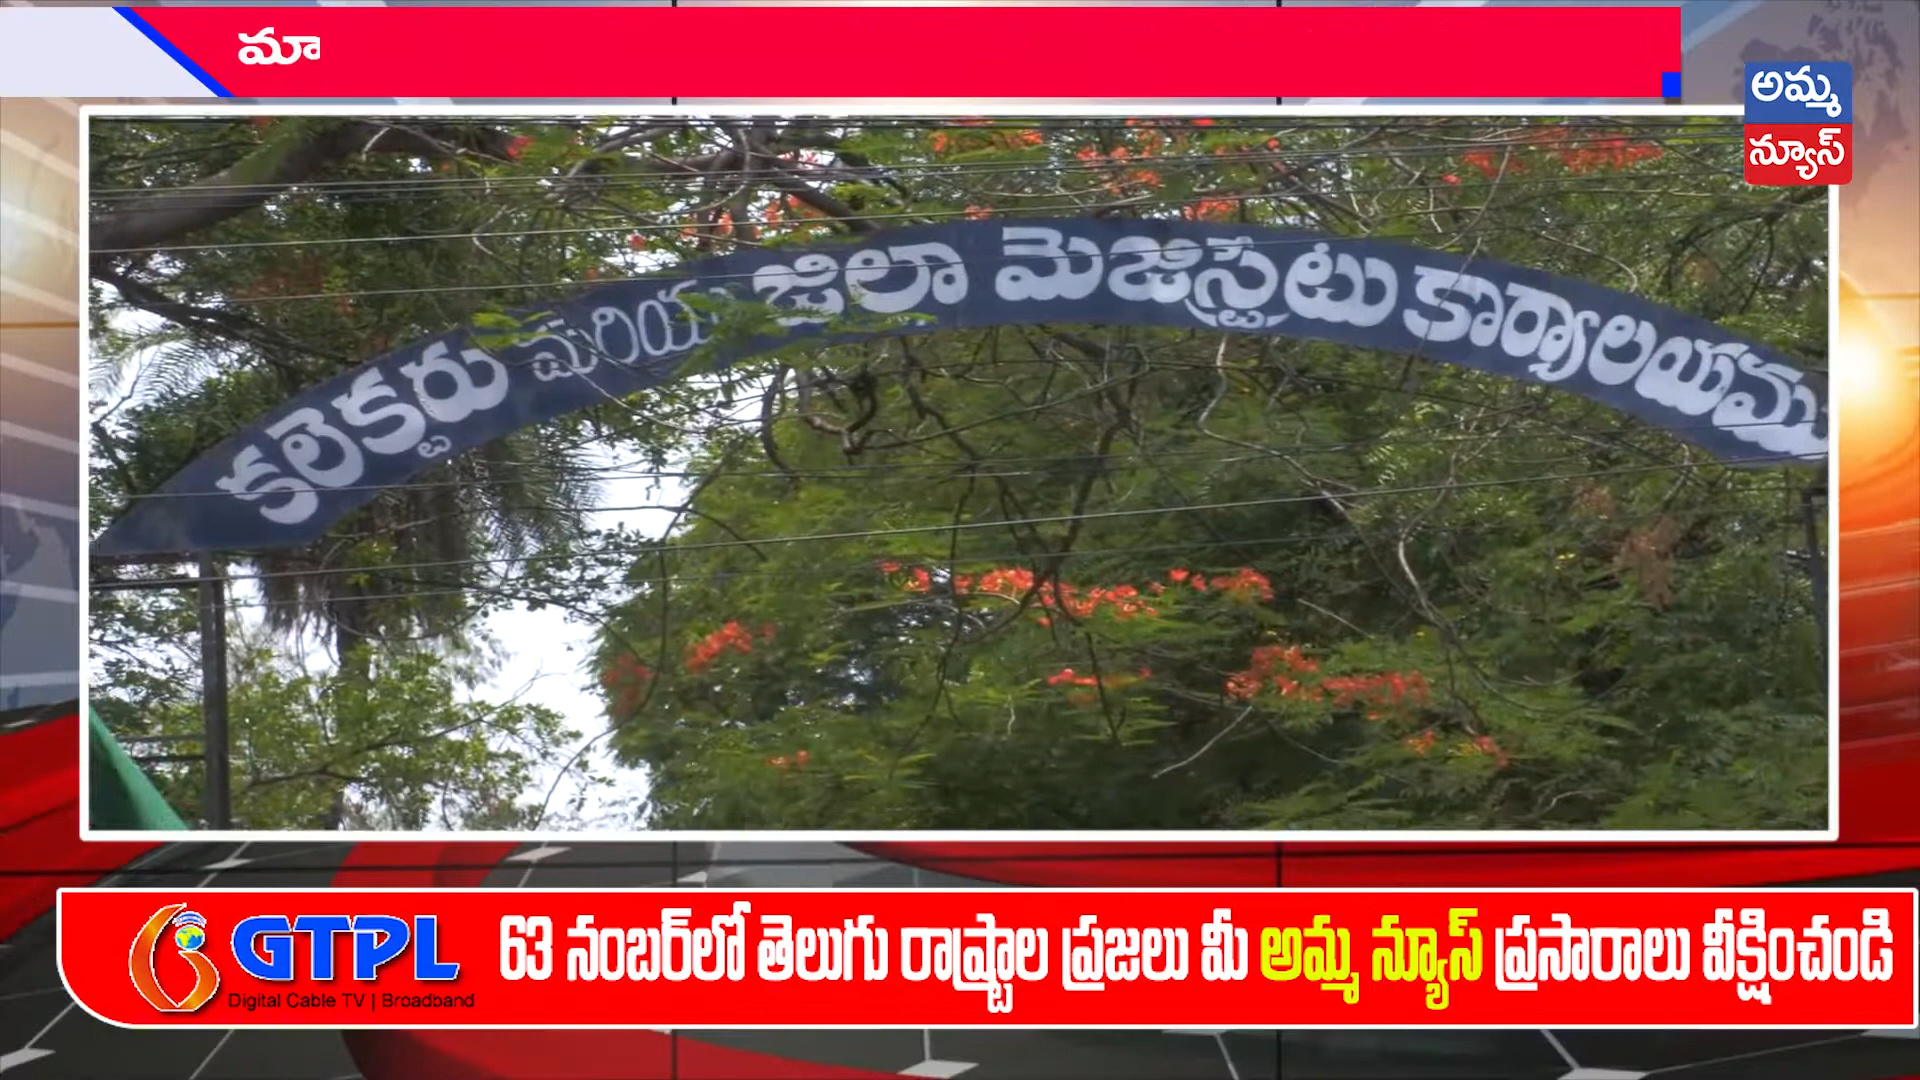 మా
అమ్మ
న్యూస్
కలెక్టరు మరియు జిల్లా మెజిస్ట్రేటు కార్యాలయము
GTPL
Digital Cable TV | Broadband
63 నంబర్‌లో తెలుగు రాష్ట్రాల ప్రజలు మీ అమ్మ న్యూస్ ప్రసారాలు వీక్షించండి